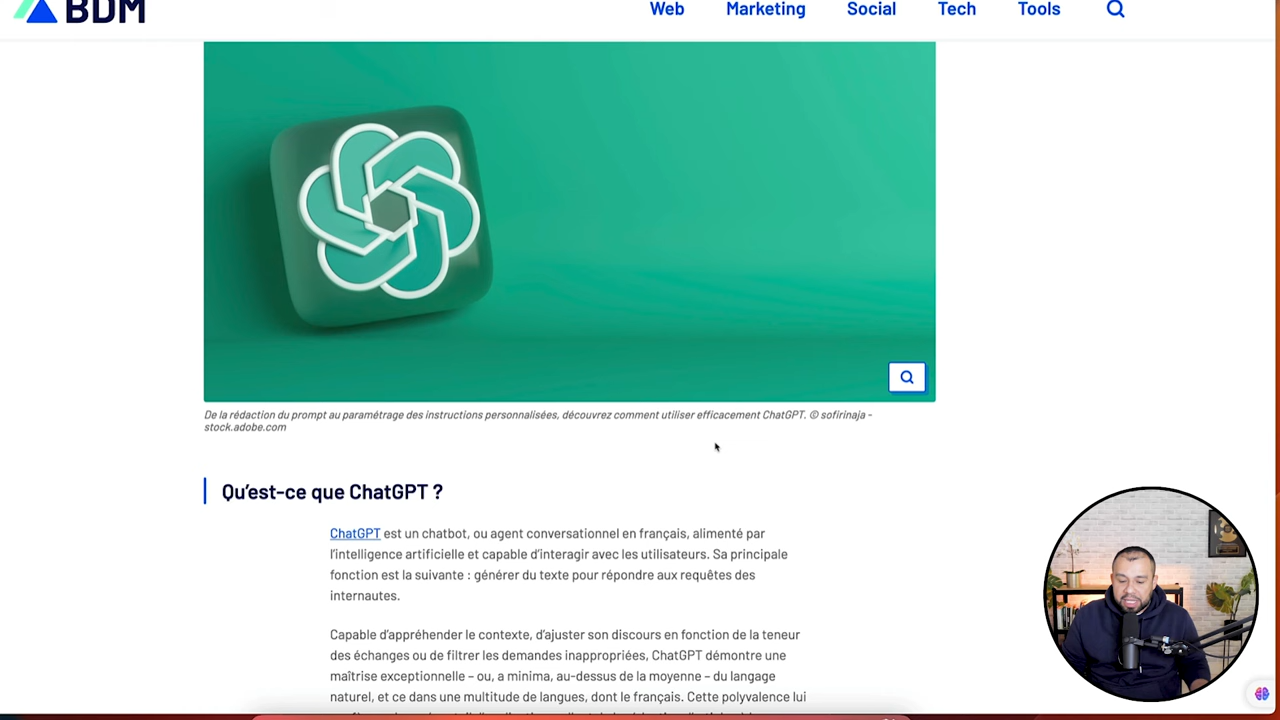 BDM
Web Marketing Social Tech Tools
De la rédaction du prompt au paramétrage des instructions personnalisées, découvrez comment utiliser efficacement ChatGPT. © sofirinaja -
stock.adobe.com
Qu’est-ce que ChatGPT ?
ChatGPT est un chatbot, ou agent conversationnel en français, alimenté par
l’intelligence artificielle et capable d’interagir avec les utilisateurs. Sa principale
fonction est la suivante : générer du texte pour répondre aux requêtes des
internautes.
Capable d’appréhender le contexte, d’ajuster son discours en fonction de la teneur
des échanges ou de filtrer les demandes inappropriées, ChatGPT démontre une
maîtrise exceptionnelle – ou, a minima, au-dessus de la moyenne – du langage
naturel, et ce dans une multitude de langues, dont le français. Cette polyvalence lui